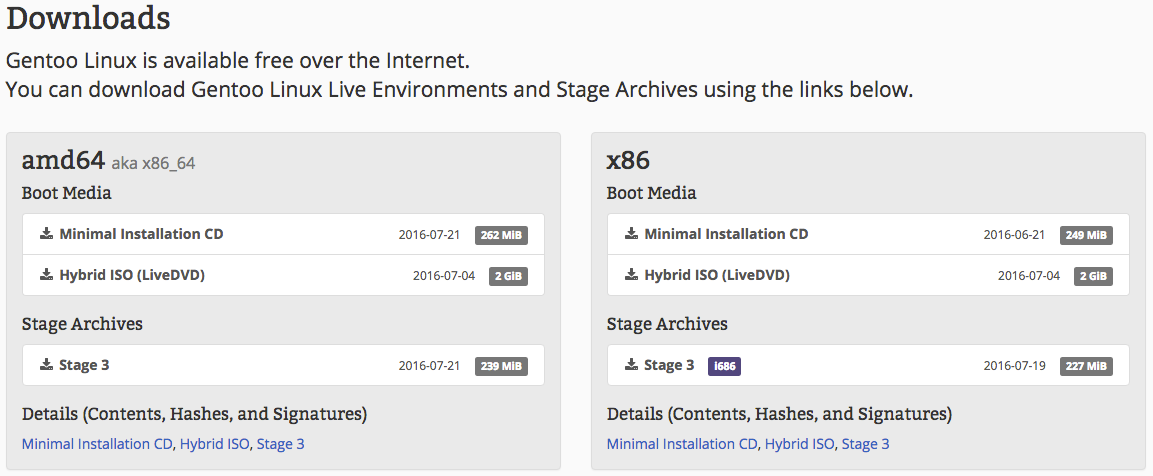 Downloads
Gentoo Linux is available free over the Internet.
You can download Gentoo Linux Live Environments and Stage Archives using the links below.
amd64 aka x86_64
Boot Media
Minimal Installation CD 2016-07-21 262 MiB
Hybrid ISO (LiveDVD) 2016-07-04 2 GiB
Stage Archives
Stage 3 2016-07-21 239 MiB
Details (Contents, Hashes, and Signatures)
Minimal Installation CD, Hybrid ISO, Stage 3
x86
Boot Media
Minimal Installation CD 2016-06-21 249 MiB
Hybrid ISO (LiveDVD) 2016-07-04 2 GiB
Stage Archives
Stage 3 i686 2016-07-19 227 MiB
Details (Contents, Hashes, and Signatures)
Minimal Installation CD, Hybrid ISO, Stage 3